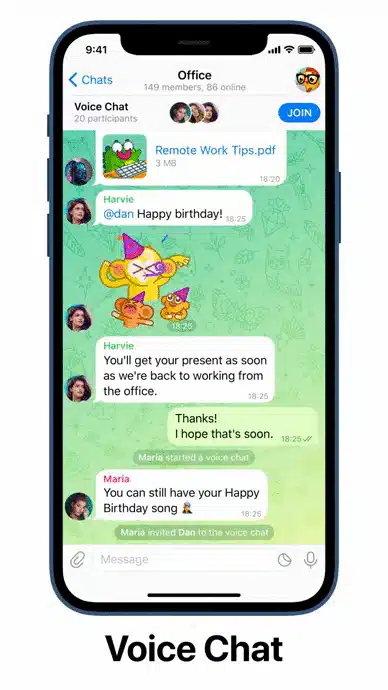 9:41
Chats
Office
149 members, 86 online
Voice Chat
20 participants
JOIN
Remote Work Tips.pdf
3 MB
18:20
Harvie
@dan Happy birthday!
18:25
18:25
Harvie
You'll get your present as soon
as we're back to working from
the office.
18:25
Thanks!
I hope that's soon.
18:25
Maria started a voice chat
Maria
You can still have your Happy
Birthday song
18:25
Maria invited Dan to the voice chat
Message
Voice Chat